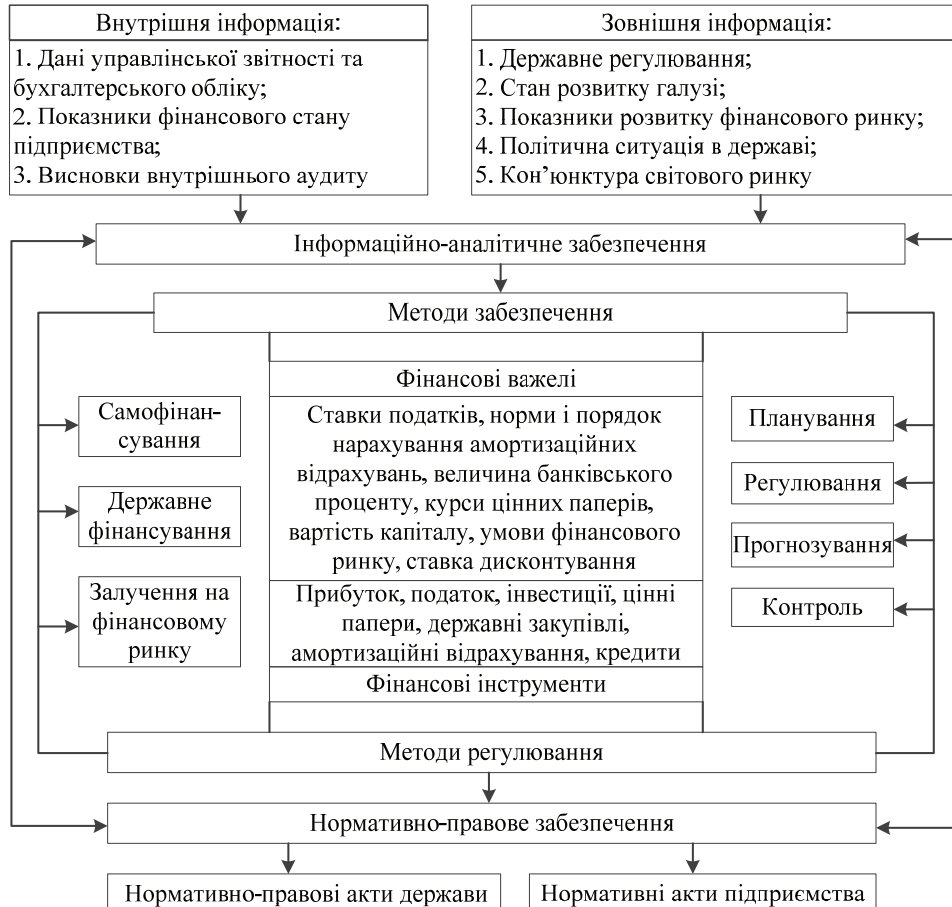 Внутрішня інформація:
1. Дані управлінської звітності та
бухгалтерського обліку;
2. Показники фінансового стану
підприємства;
3. Висновки внутрішнього аудиту
Зовнішня інформація:
1. Державне регулювання;
2. Стан розвитку галузі;
3. Показники розвитку фінансового ринку;
4. Політична ситуація в державі;
5. Кон’юнктура світового ринку
Інформаційно-аналітичне забезпечення
Методи забезпечення
Самофінан-
сування
Державне
фінансування
Залучення на
фінансовому
ринку
Фінансові важелі
Ставки податків, норми і порядок
нарахування амортизаційних
відрахувань, величина банківського
проценту, курси цінних паперів,
вартість капіталу, умови фінансового
ринку, ставка дисконтування
Прибуток, податок, інвестиції, цінні
папери, державні закупівлі,
амортизаційні відрахування, кредити
Фінансові інструменти
Планування
Регулювання
Прогнозування
Контроль
Методи регулювання
Нормативно-правове забезпечення
Нормативно-правові акти держави
Нормативні акти підприємства